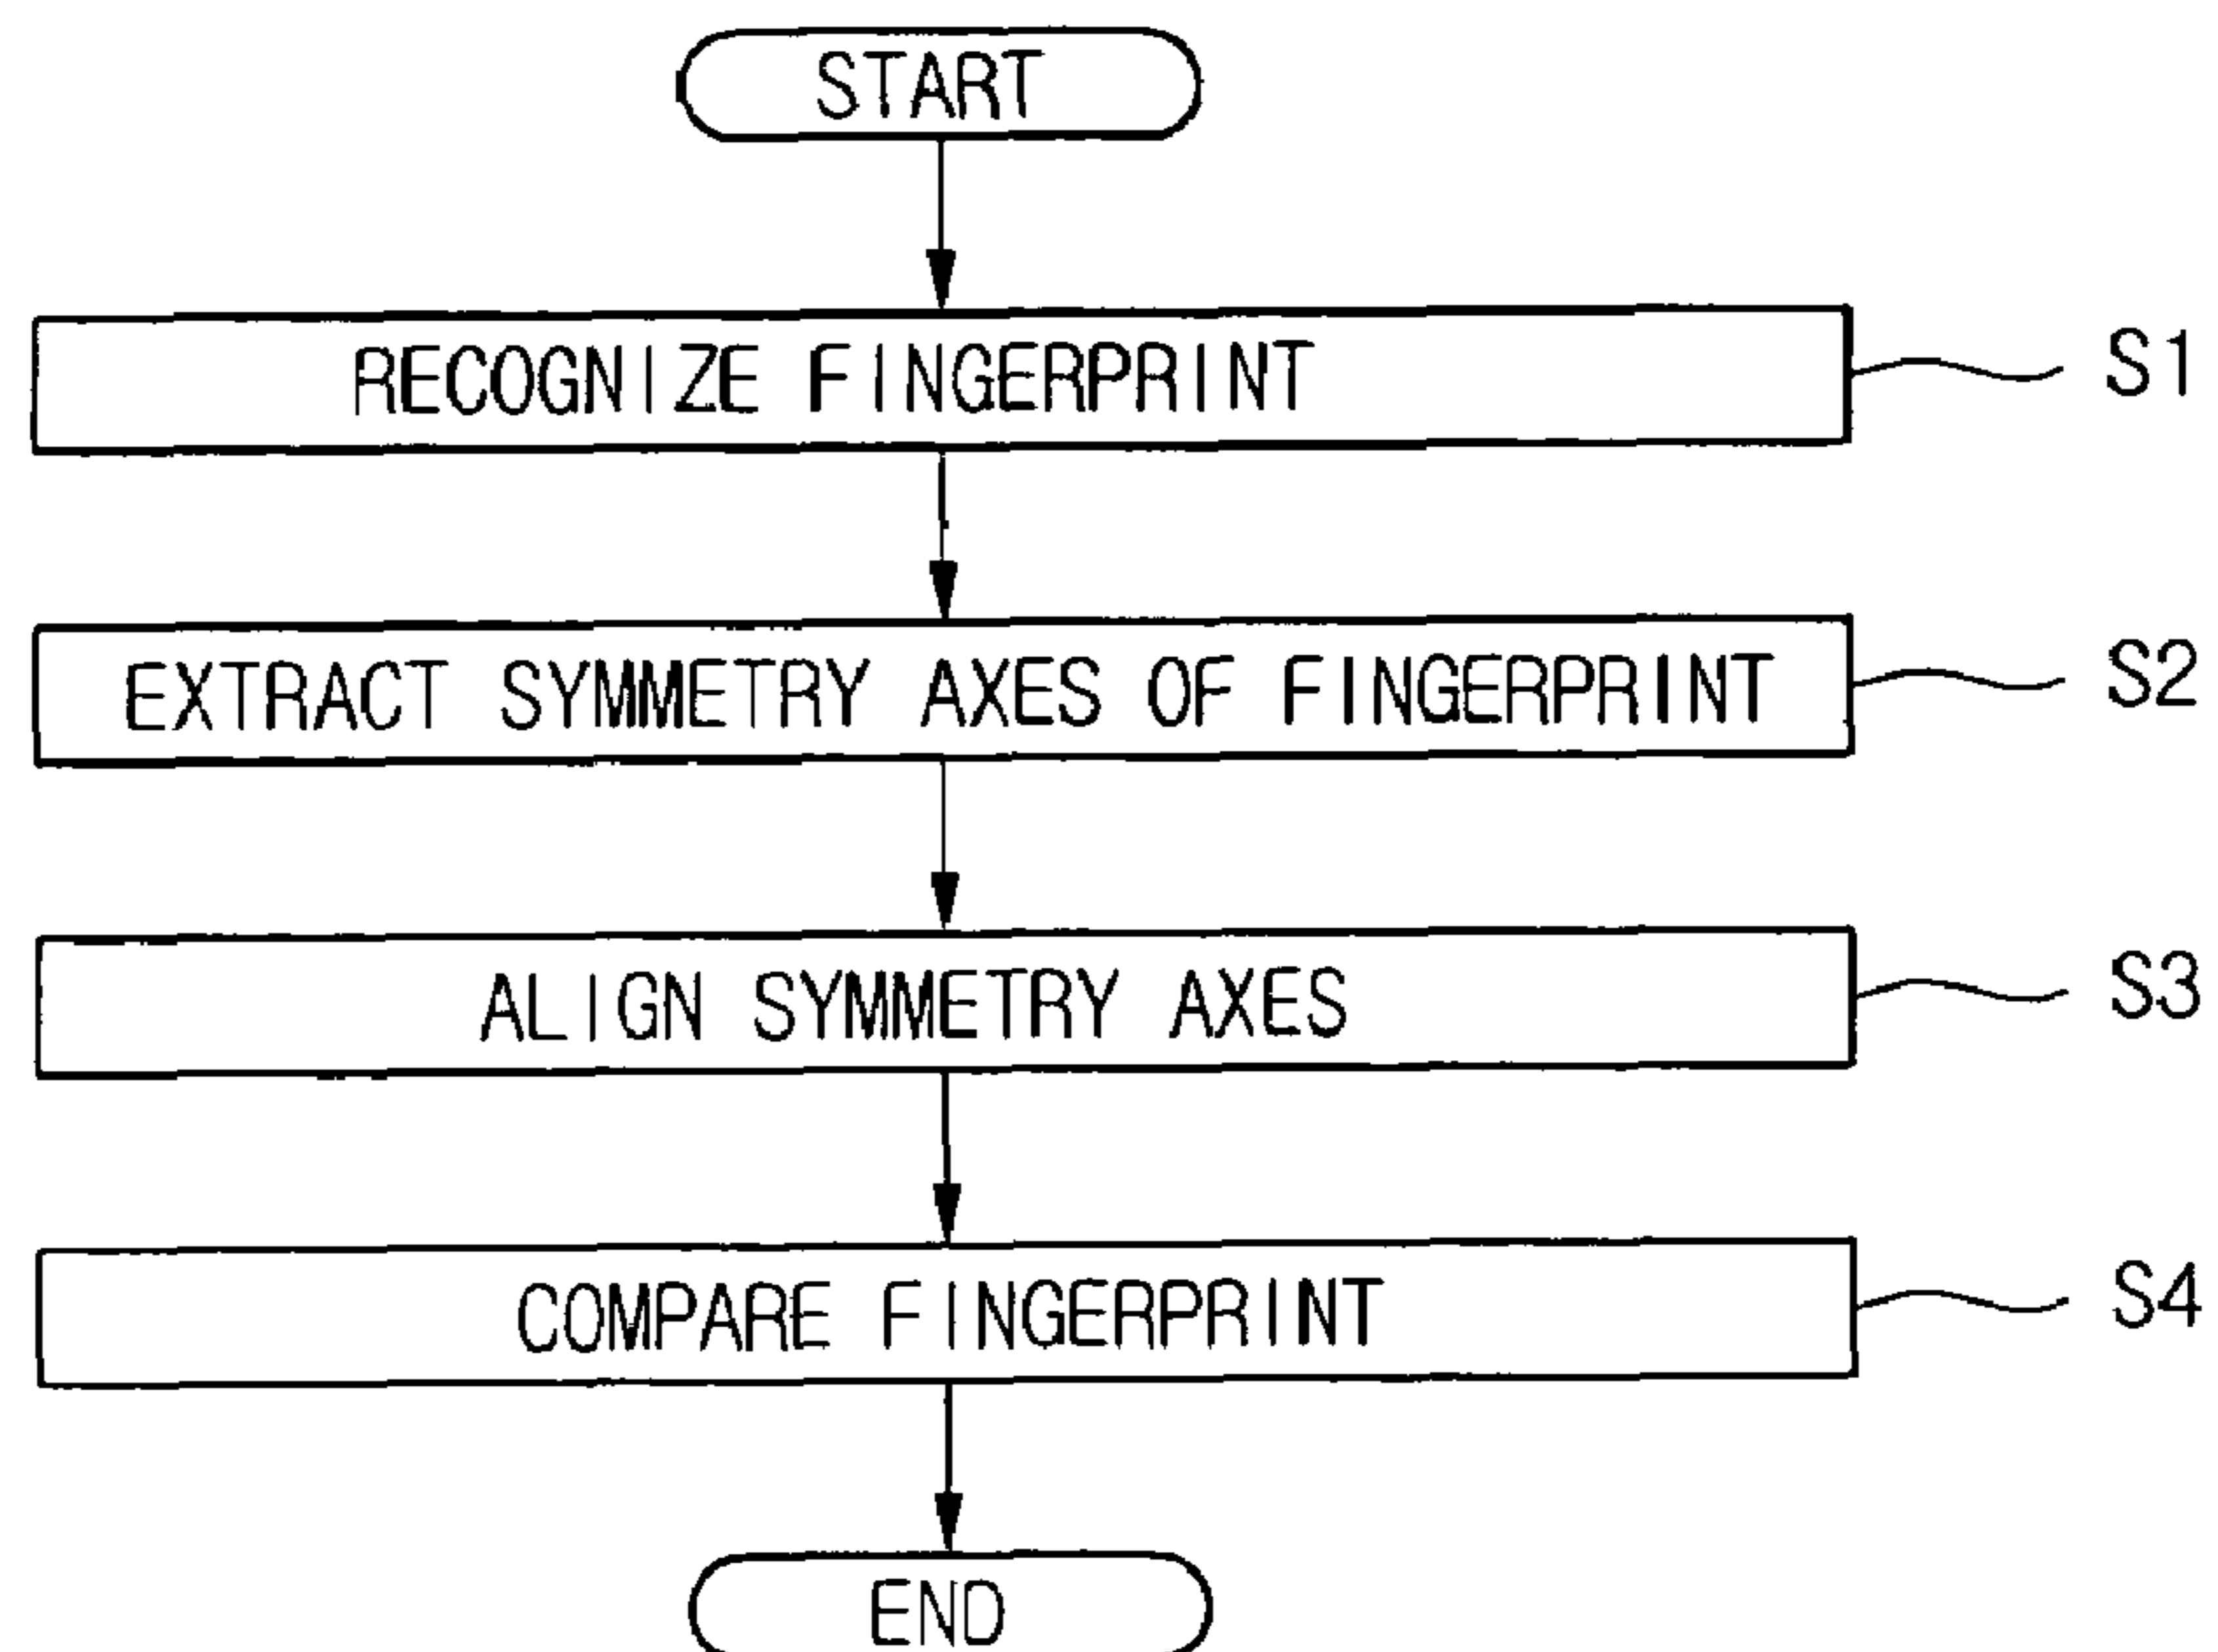 START
RECOGNIZE FINGERPRINT
S1
EXTRACT SYMMETRY AXES OF FINGERPRINT
S2
ALIGN SYMMETRY AXES
S3
COMPARE FINGERPRINT
S4
END